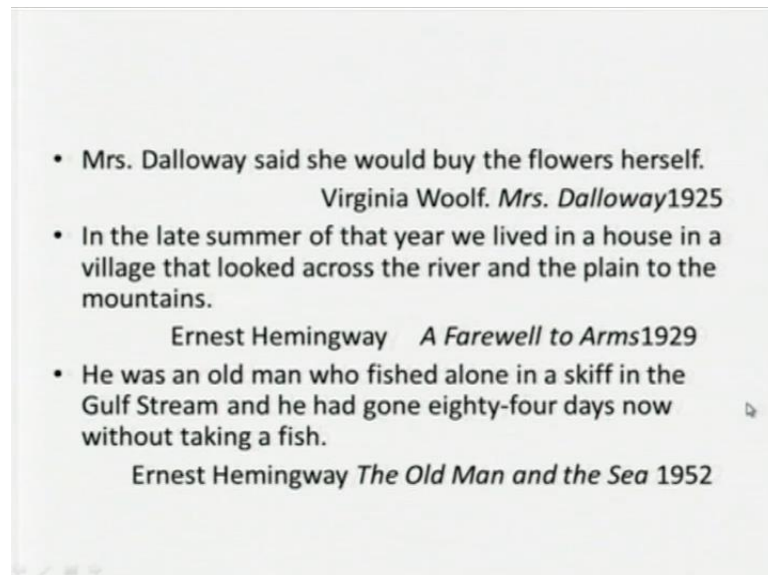 • Mrs. Dalloway said she would buy the flowers herself.
Virginia Woolf. Mrs. Dalloway1925
• In the late summer of that year we lived in a house in a
village that looked across the river and the plain to the
mountains.
Ernest Hemingway A Farewell to Arms1929
• He was an old man who fished alone in a skiff in the
Gulf Stream and he had gone eighty-four days now
without taking a fish.
Ernest Hemingway The Old Man and the Sea 1952